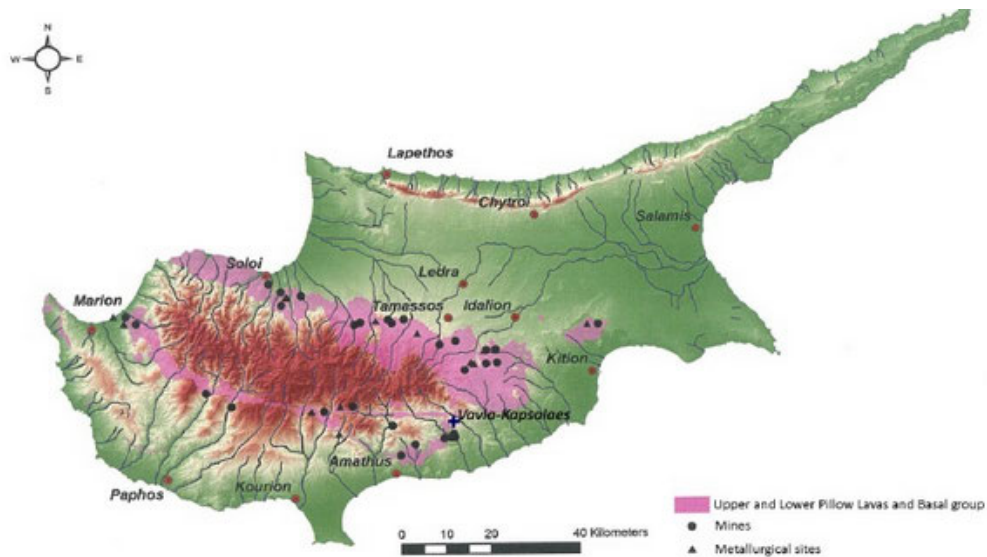 N
W E
S
Lapethos
Chytroi
Salamis
Soloi
Ledra
Marion
Tamassos Idalion
Kition
Vavla-Kapsalaes
Amathus
Paphos
Kourion
Upper and Lower Pillow Lavas and Basal group
Mines
Metallurgical sites
0 10 20 40 Kilometers